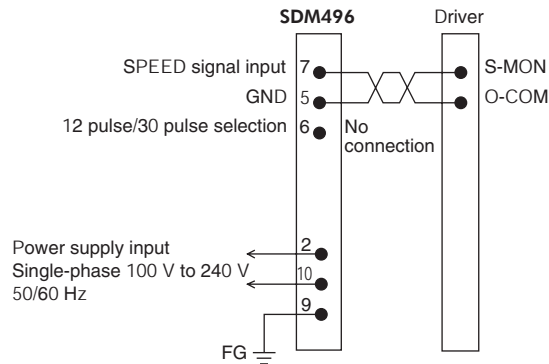 SDM496
Driver
SPEED signal input 7
S-MON
GND 5
O-COM
12 pulse/30 pulse selection 6
No
connection
Power supply input
Single-phase 100 V to 240 V
50/60 Hz
2
10
9
FG